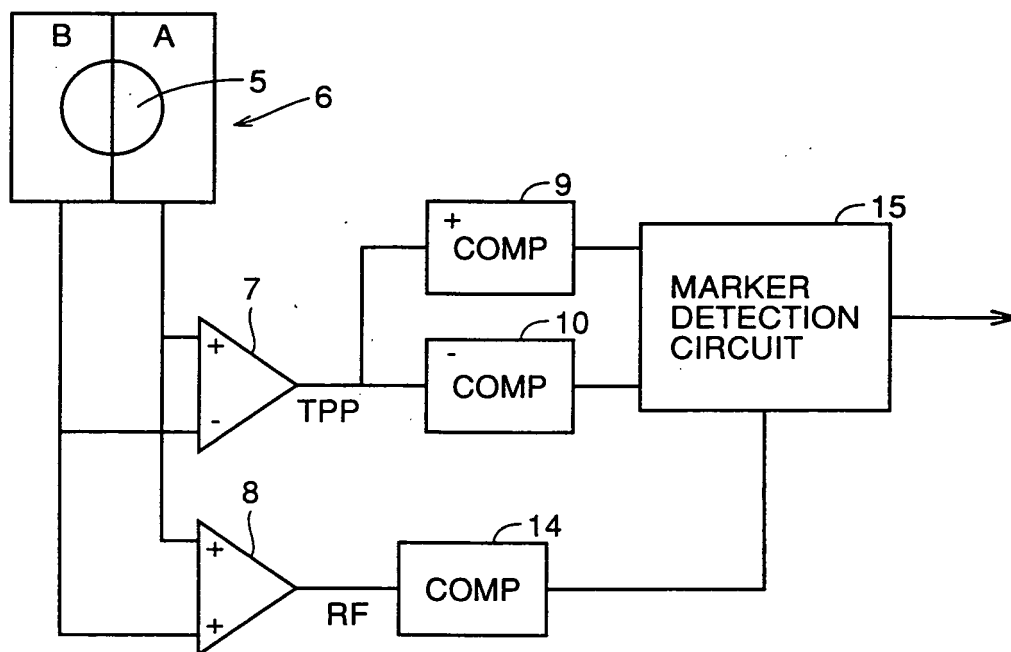 B A
5
6
9
+
COMP
15
MARKER
DETECTION
CIRCUIT
7
+
-
TPP
10
-
COMP
8
+
+
RF
14
COMP